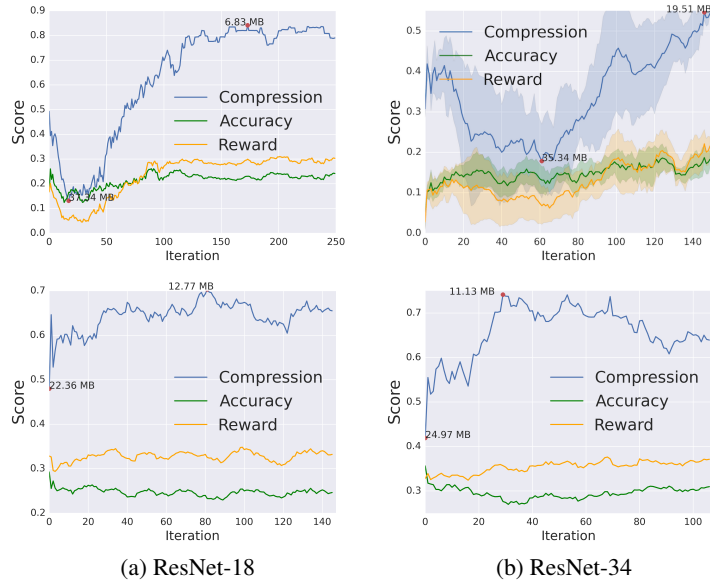 6.83 MB
0.9
0.8
0.7
0.6
0.5
0.4
0.3
0.2
0.1
0.0
Score
Compression
Accuracy
Reward
37.34 MB
0 50 100 150 200 250
Iteration
19.51 MB
0.5
0.4
0.3
0.2
0.1
0.0
Score
Compression
Accuracy
Reward
35.34 MB
0 20 40 60 80 100 120 140
Iteration
12.77 MB
0.7
0.6
0.5
0.4
0.3
0.2
Score
22.36 MB
Compression
Accuracy
Reward
0 20 40 60 80 100 120 140
Iteration
11.13 MB
0.7
0.6
0.5
0.4
0.3
Score
Compression
Accuracy
Reward
24.97 MB
0 20 40 60 80 100
Iteration
(a) ResNet-18
(b) ResNet-34